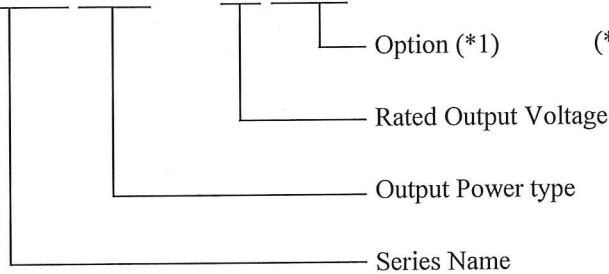 Option (*1) (*
Rated Output Voltage
Output Power type
Series Name